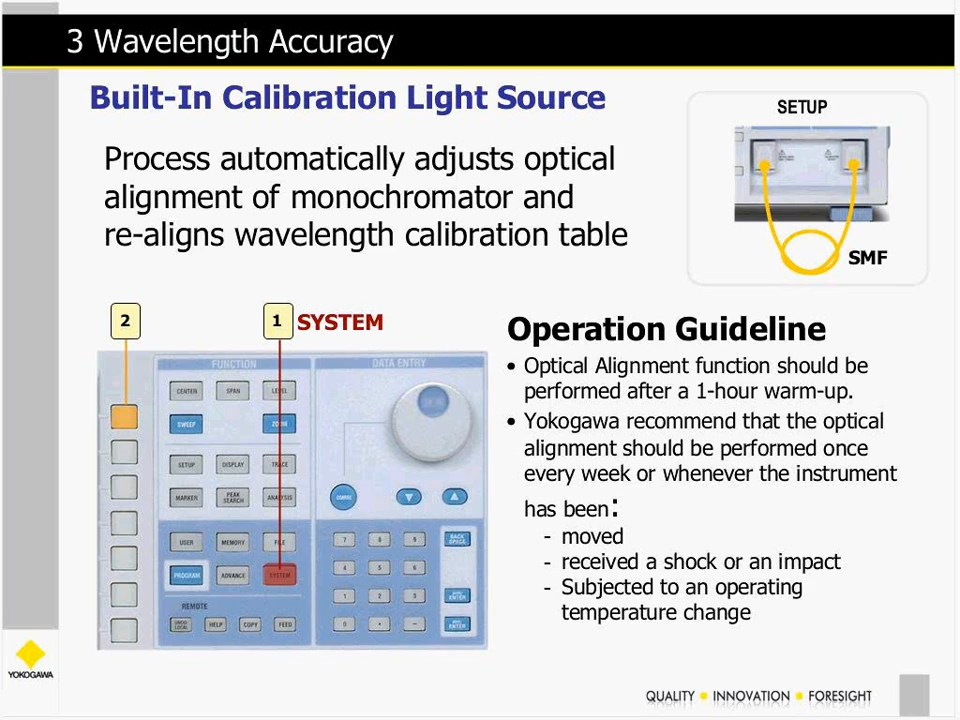 3 Wavelength Accuracy
Built-In Calibration Light Source
Process automatically adjusts optical
alignment of monochromator and
re-aligns wavelength calibration table
SETUP
SMF
2
1 SYSTEM
FUNCTION
DATA ENTRY
CENTER SPAN LEVEL
SWEEP ZOOM
SETUP DISPLAY TRACE
MARKER PEAK SEARCH ANALYSIS
COARSE
USER MEMORY FILE
7 8 9 BACK SPACE
PROGRAM ADVANCE SYSTEM
4 5 6
REMOTE
1 2 3 ENTER
LOCAL HELP COPY FEED
0 • − ENTER
Operation Guideline
• Optical Alignment function should be
performed after a 1-hour warm-up.
• Yokogawa recommend that the optical
alignment should be performed once
every week or whenever the instrument
has been:
- moved
- received a shock or an impact
- Subjected to an operating
temperature change
YOKOGAWA
QUALITY ▪ INNOVATION ▪ FORESIGHT